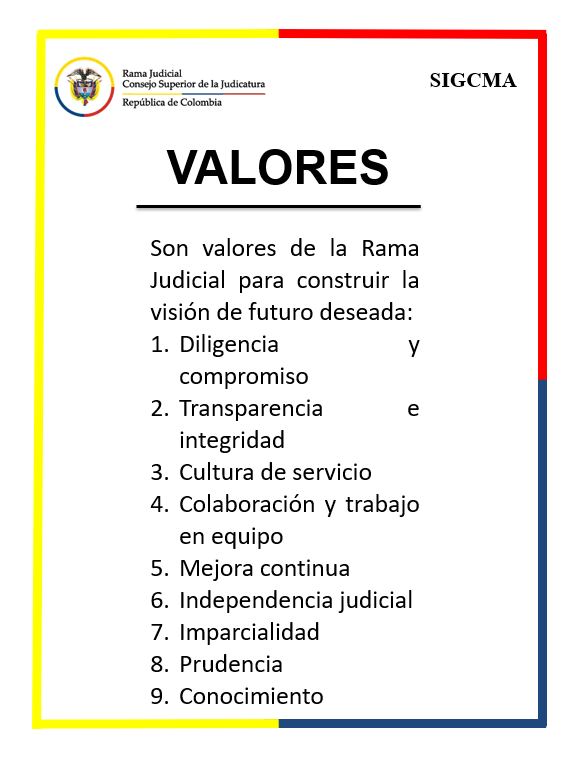 Rama Judicial
Consejo Superior de la Judicatura
República de Colombia
SIGCMA
VALORES
Son valores de la Rama
Judicial para construir la
visión de futuro deseada:
1. Diligencia y
compromiso
2. Transparencia e
integridad
3. Cultura de servicio
4. Colaboración y trabajo
en equipo
5. Mejora continua
6. Independencia judicial
7. Imparcialidad
8. Prudencia
9. Conocimiento